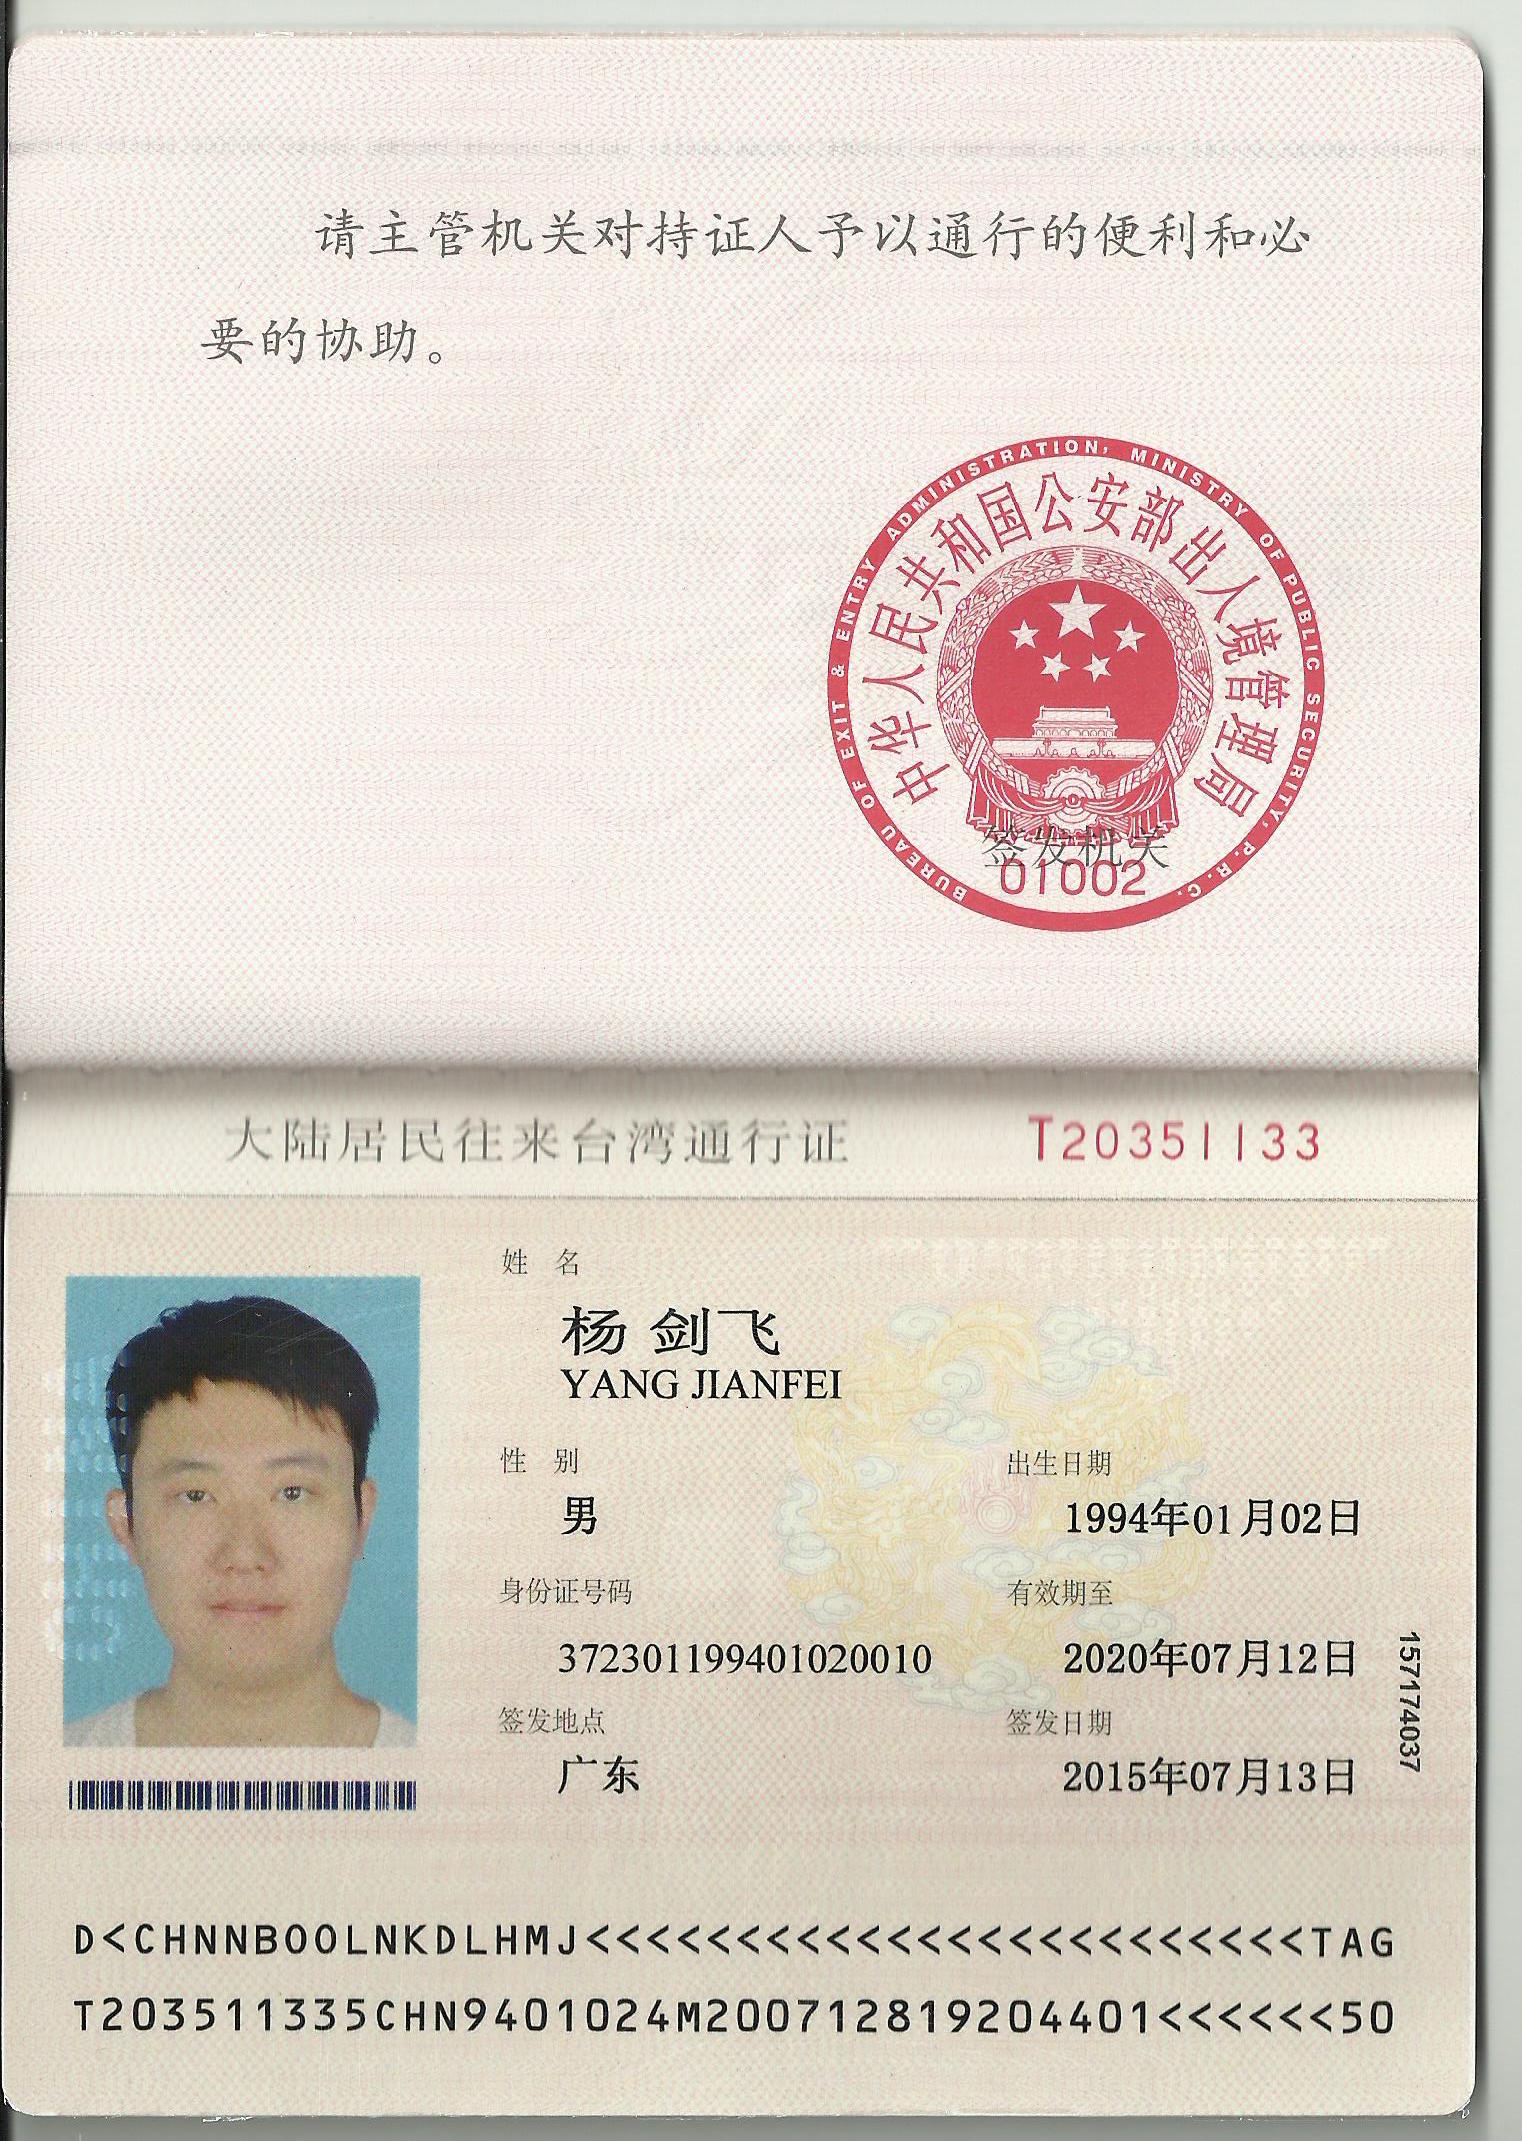 请主管机关对持证人予以通行的便利和必
要的协助。
中华人民共和国公安部出入境管理局
BUREAU OF EXIT & ENTRY ADMINISTRATION, MINISTRY OF PUBLIC SECURITY, P.R.C.
签发机关
01002
大陆居民往来台湾通行证 T20351133
姓 名
杨 剑飞
YANG JIANFEI
性 别 出生日期
男 1994年01月02日
身份证号码 有效期至
372301199401020010 2020年07月12日
签发地点 签发日期
广东 2015年07月13日
157174037
D<CHNNBOOLNKDLHMJ<<<<<<<<<<<<<<<<<<<<<<<<TAG
T203511335CHN9401024M200712819204401<<<<<<50